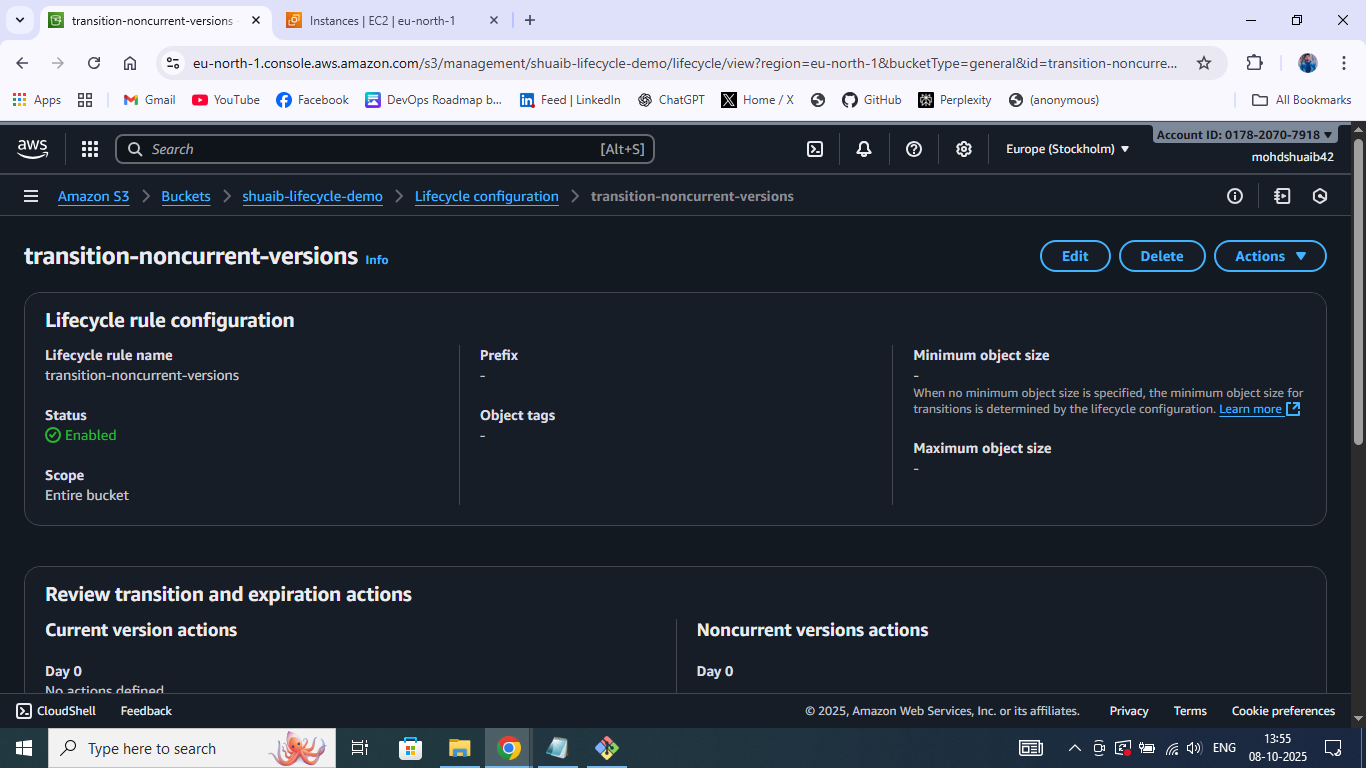 transition-noncurrent-versions
Instances | EC2 | eu-north-1
eu-north-1.console.aws.amazon.com/s3/management/shuaib-lifecycle-demo/lifecycle/view?region=eu-north-1&bucketType=general&id=transition-noncurre...
Apps
Gmail
YouTube
Facebook
DevOps Roadmap b...
Feed | LinkedIn
ChatGPT
Home / X
GitHub
Perplexity
(anonymous)
All Bookmarks
aws
Search
[Alt+S]
Europe (Stockholm)
Account ID: 0178-2070-7918
mohdshuaib42
Amazon S3
Buckets
shuaib-lifecycle-demo
Lifecycle configuration
transition-noncurrent-versions
transition-noncurrent-versions Info
Edit
Delete
Actions
Lifecycle rule configuration
Lifecycle rule name
transition-noncurrent-versions
Status
Enabled
Scope
Entire bucket
Prefix
-
Object tags
-
Minimum object size
-
When no minimum object size is specified, the minimum object size for
transitions is determined by the lifecycle configuration. Learn more
Maximum object size
-
Review transition and expiration actions
Current version actions
Day 0
No actions defined
Noncurrent versions actions
Day 0
CloudShell
Feedback
© 2025, Amazon Web Services, Inc. or its affiliates.
Privacy
Terms
Cookie preferences
Type here to search
ENG
13:55
08-10-2025